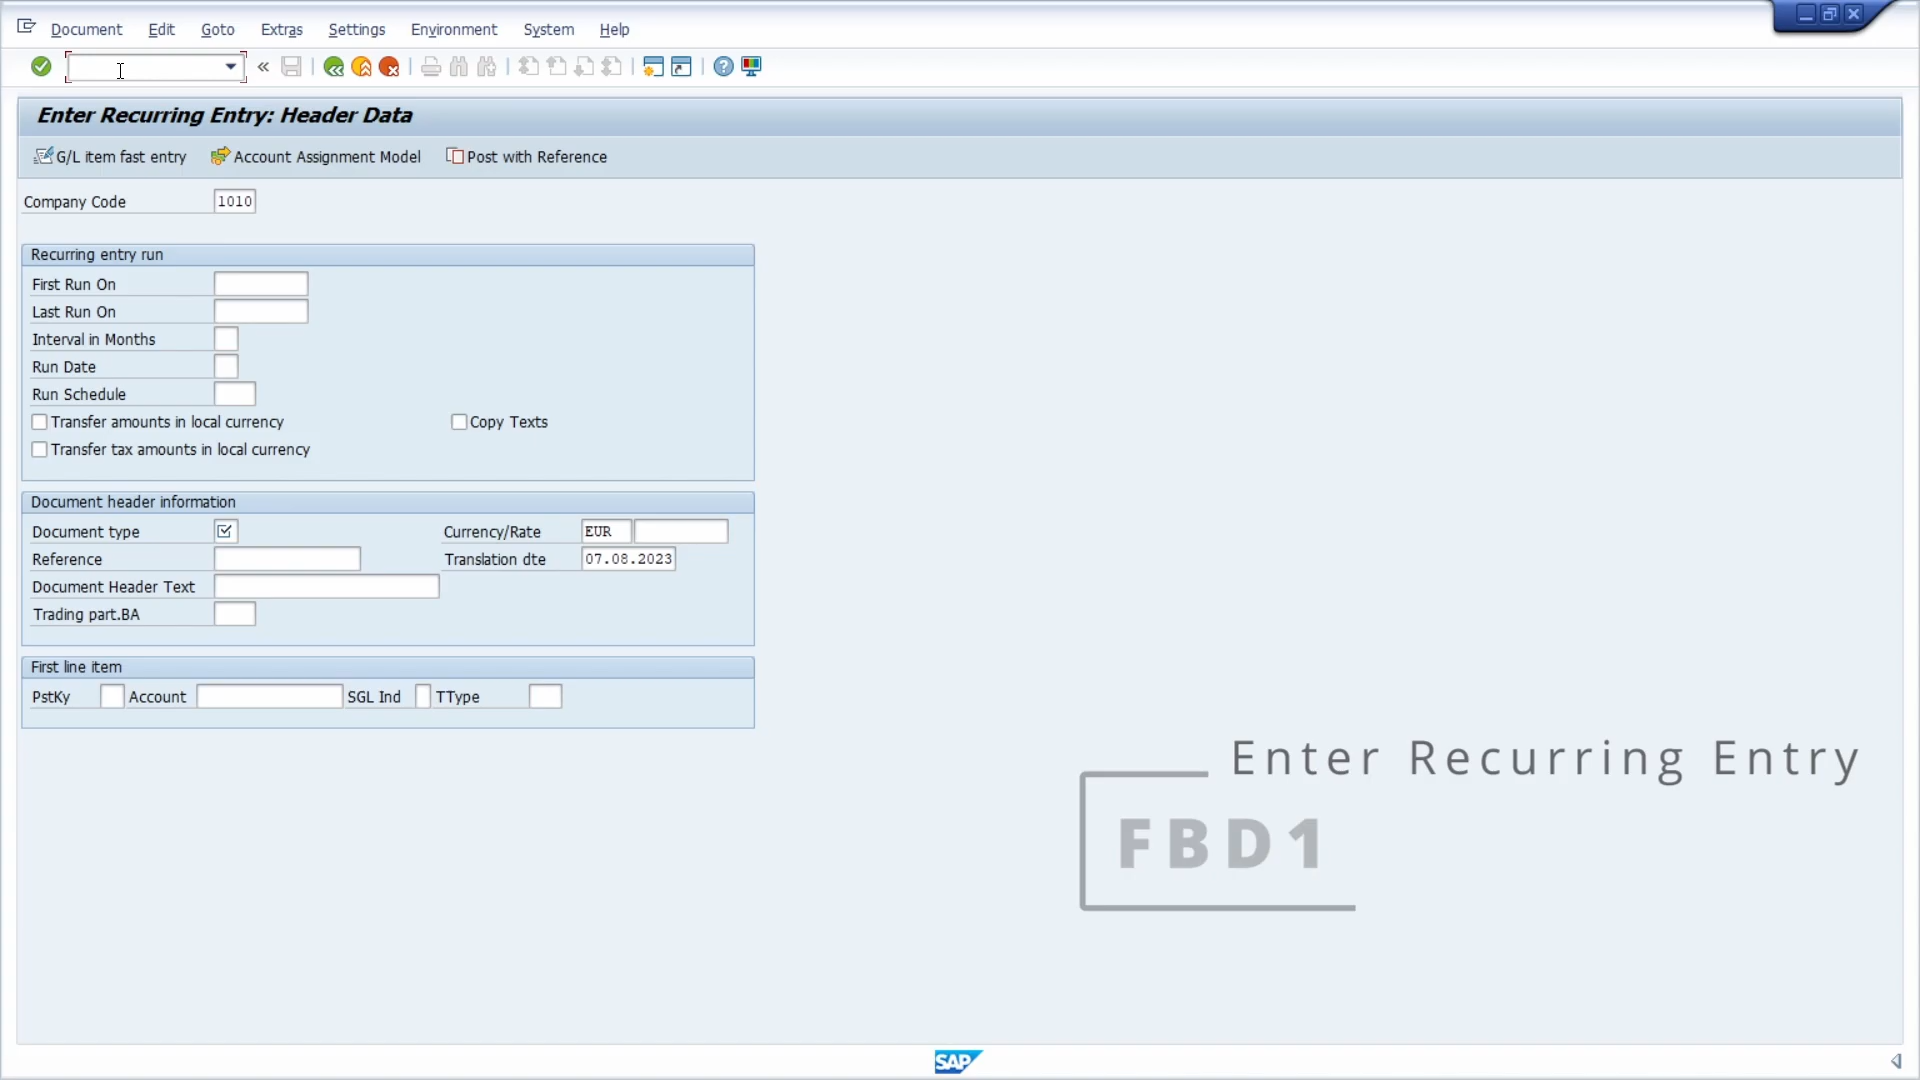 Document Edit Goto Extras Settings Environment System Help
Enter Recurring Entry: Header Data
G/L item fast entry Account Assignment Model Post with Reference
Company Code 1010
Recurring entry run
First Run On
Last Run On
Interval in Months
Run Date
Run Schedule
Transfer amounts in local currency Copy Texts
Transfer tax amounts in local currency
Document header information
Document type Currency/Rate EUR
Reference Translation dte 07.08.2023
Document Header Text
Trading part.BA
First line item
PstKy Account SGL Ind TType
Enter Recurring Entry
FBD1
SAP